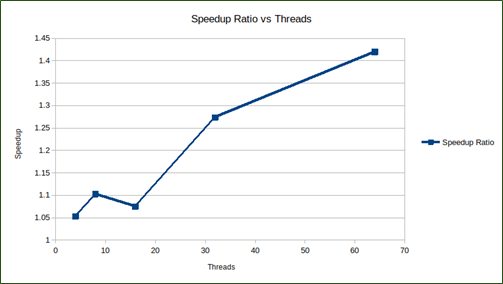 Speedup Ratio vs Threads
1.45
1.4
1.35
1.3
1.25
1.2
1.15
1.1
1.05
1
Speedup
0 10 20 30 40 50 60 70
Threads
Speedup Ratio